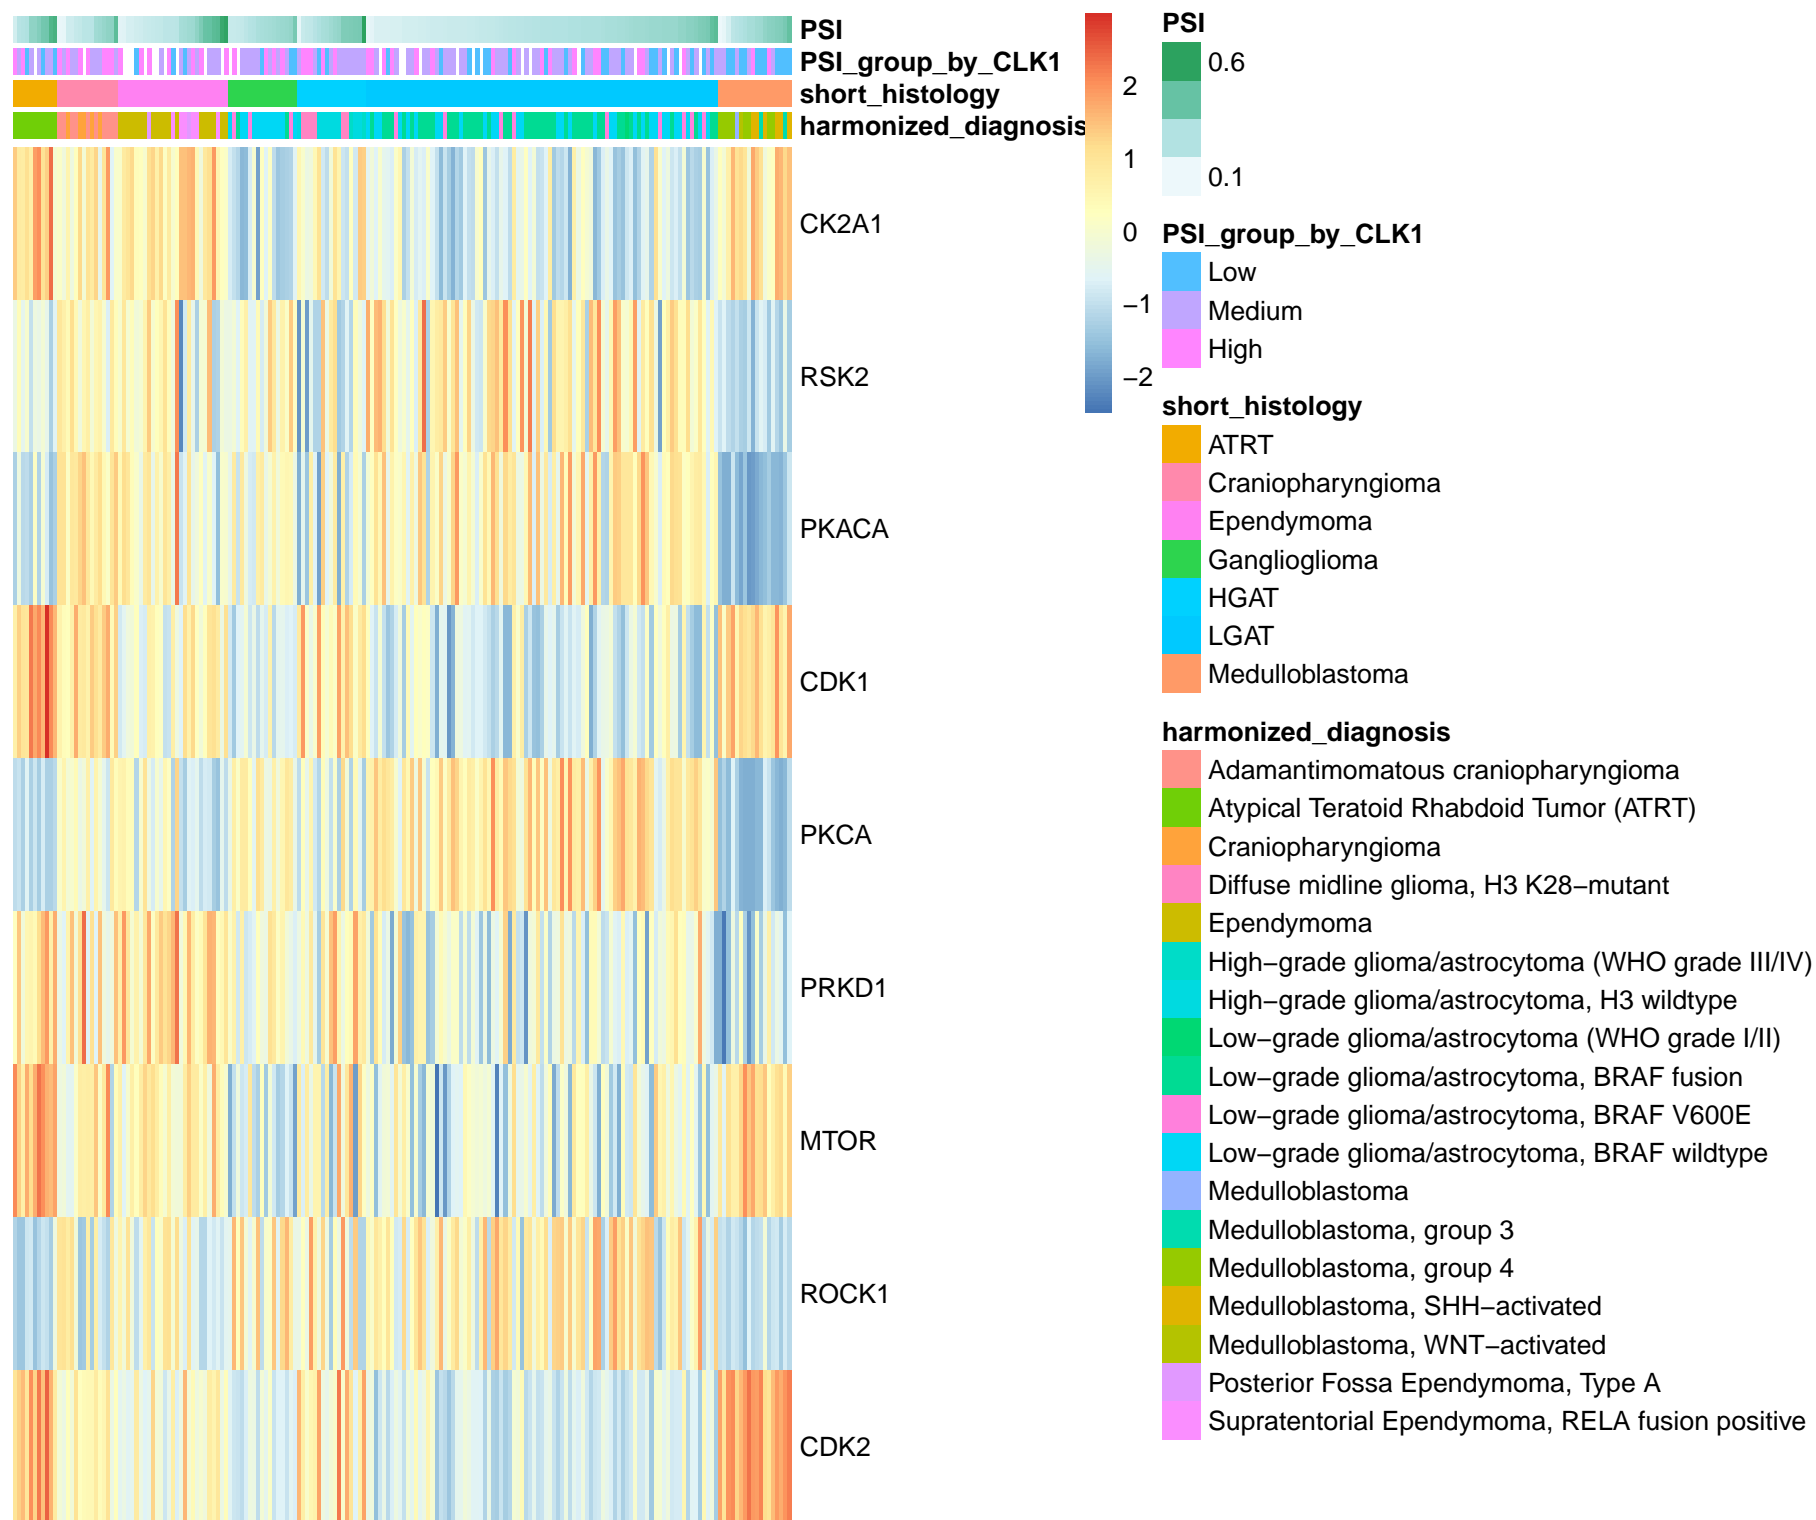 PSI
PSI_group_by_CLK1
short_histology
harmonized_diagnosis
CK2A1
RSK2
PKACA
CDK1
PKCA
PRKD1
MTOR
ROCK1
CDK2
2
1
0
−1
−2
PSI
0.6
0.1
PSI_group_by_CLK1
Low
Medium
High
short_histology
ATRT
Craniopharyngioma
Ependymoma
Ganglioglioma
HGAT
LGAT
Medulloblastoma
harmonized_diagnosis
Adamantimomatous craniopharyngioma
Atypical Teratoid Rhabdoid Tumor (ATRT)
Craniopharyngioma
Diffuse midline glioma, H3 K28−mutant
Ependymoma
High−grade glioma/astrocytoma (WHO grade III/IV)
High−grade glioma/astrocytoma, H3 wildtype
Low−grade glioma/astrocytoma (WHO grade I/II)
Low−grade glioma/astrocytoma, BRAF fusion
Low−grade glioma/astrocytoma, BRAF V600E
Low−grade glioma/astrocytoma, BRAF wildtype
Medulloblastoma
Medulloblastoma, group 3
Medulloblastoma, group 4
Medulloblastoma, SHH−activated
Medulloblastoma, WNT−activated
Posterior Fossa Ependymoma, Type A
Supratentorial Ependymoma, RELA fusion positive